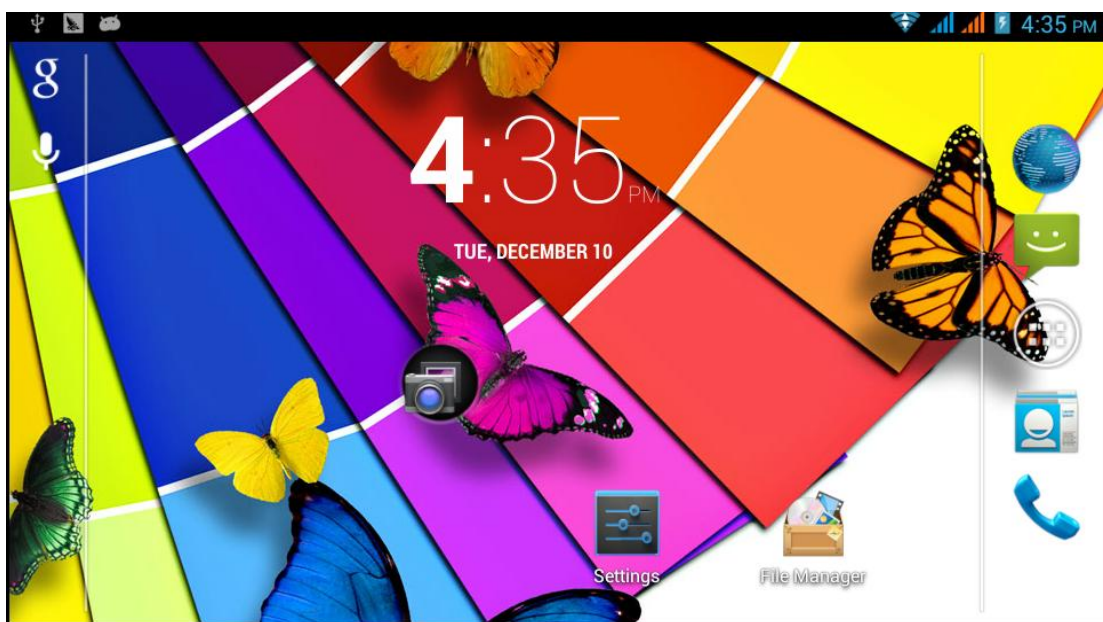 4:35 PM
g
4:35 PM
TUE, DECEMBER 10
Settings
File Manager